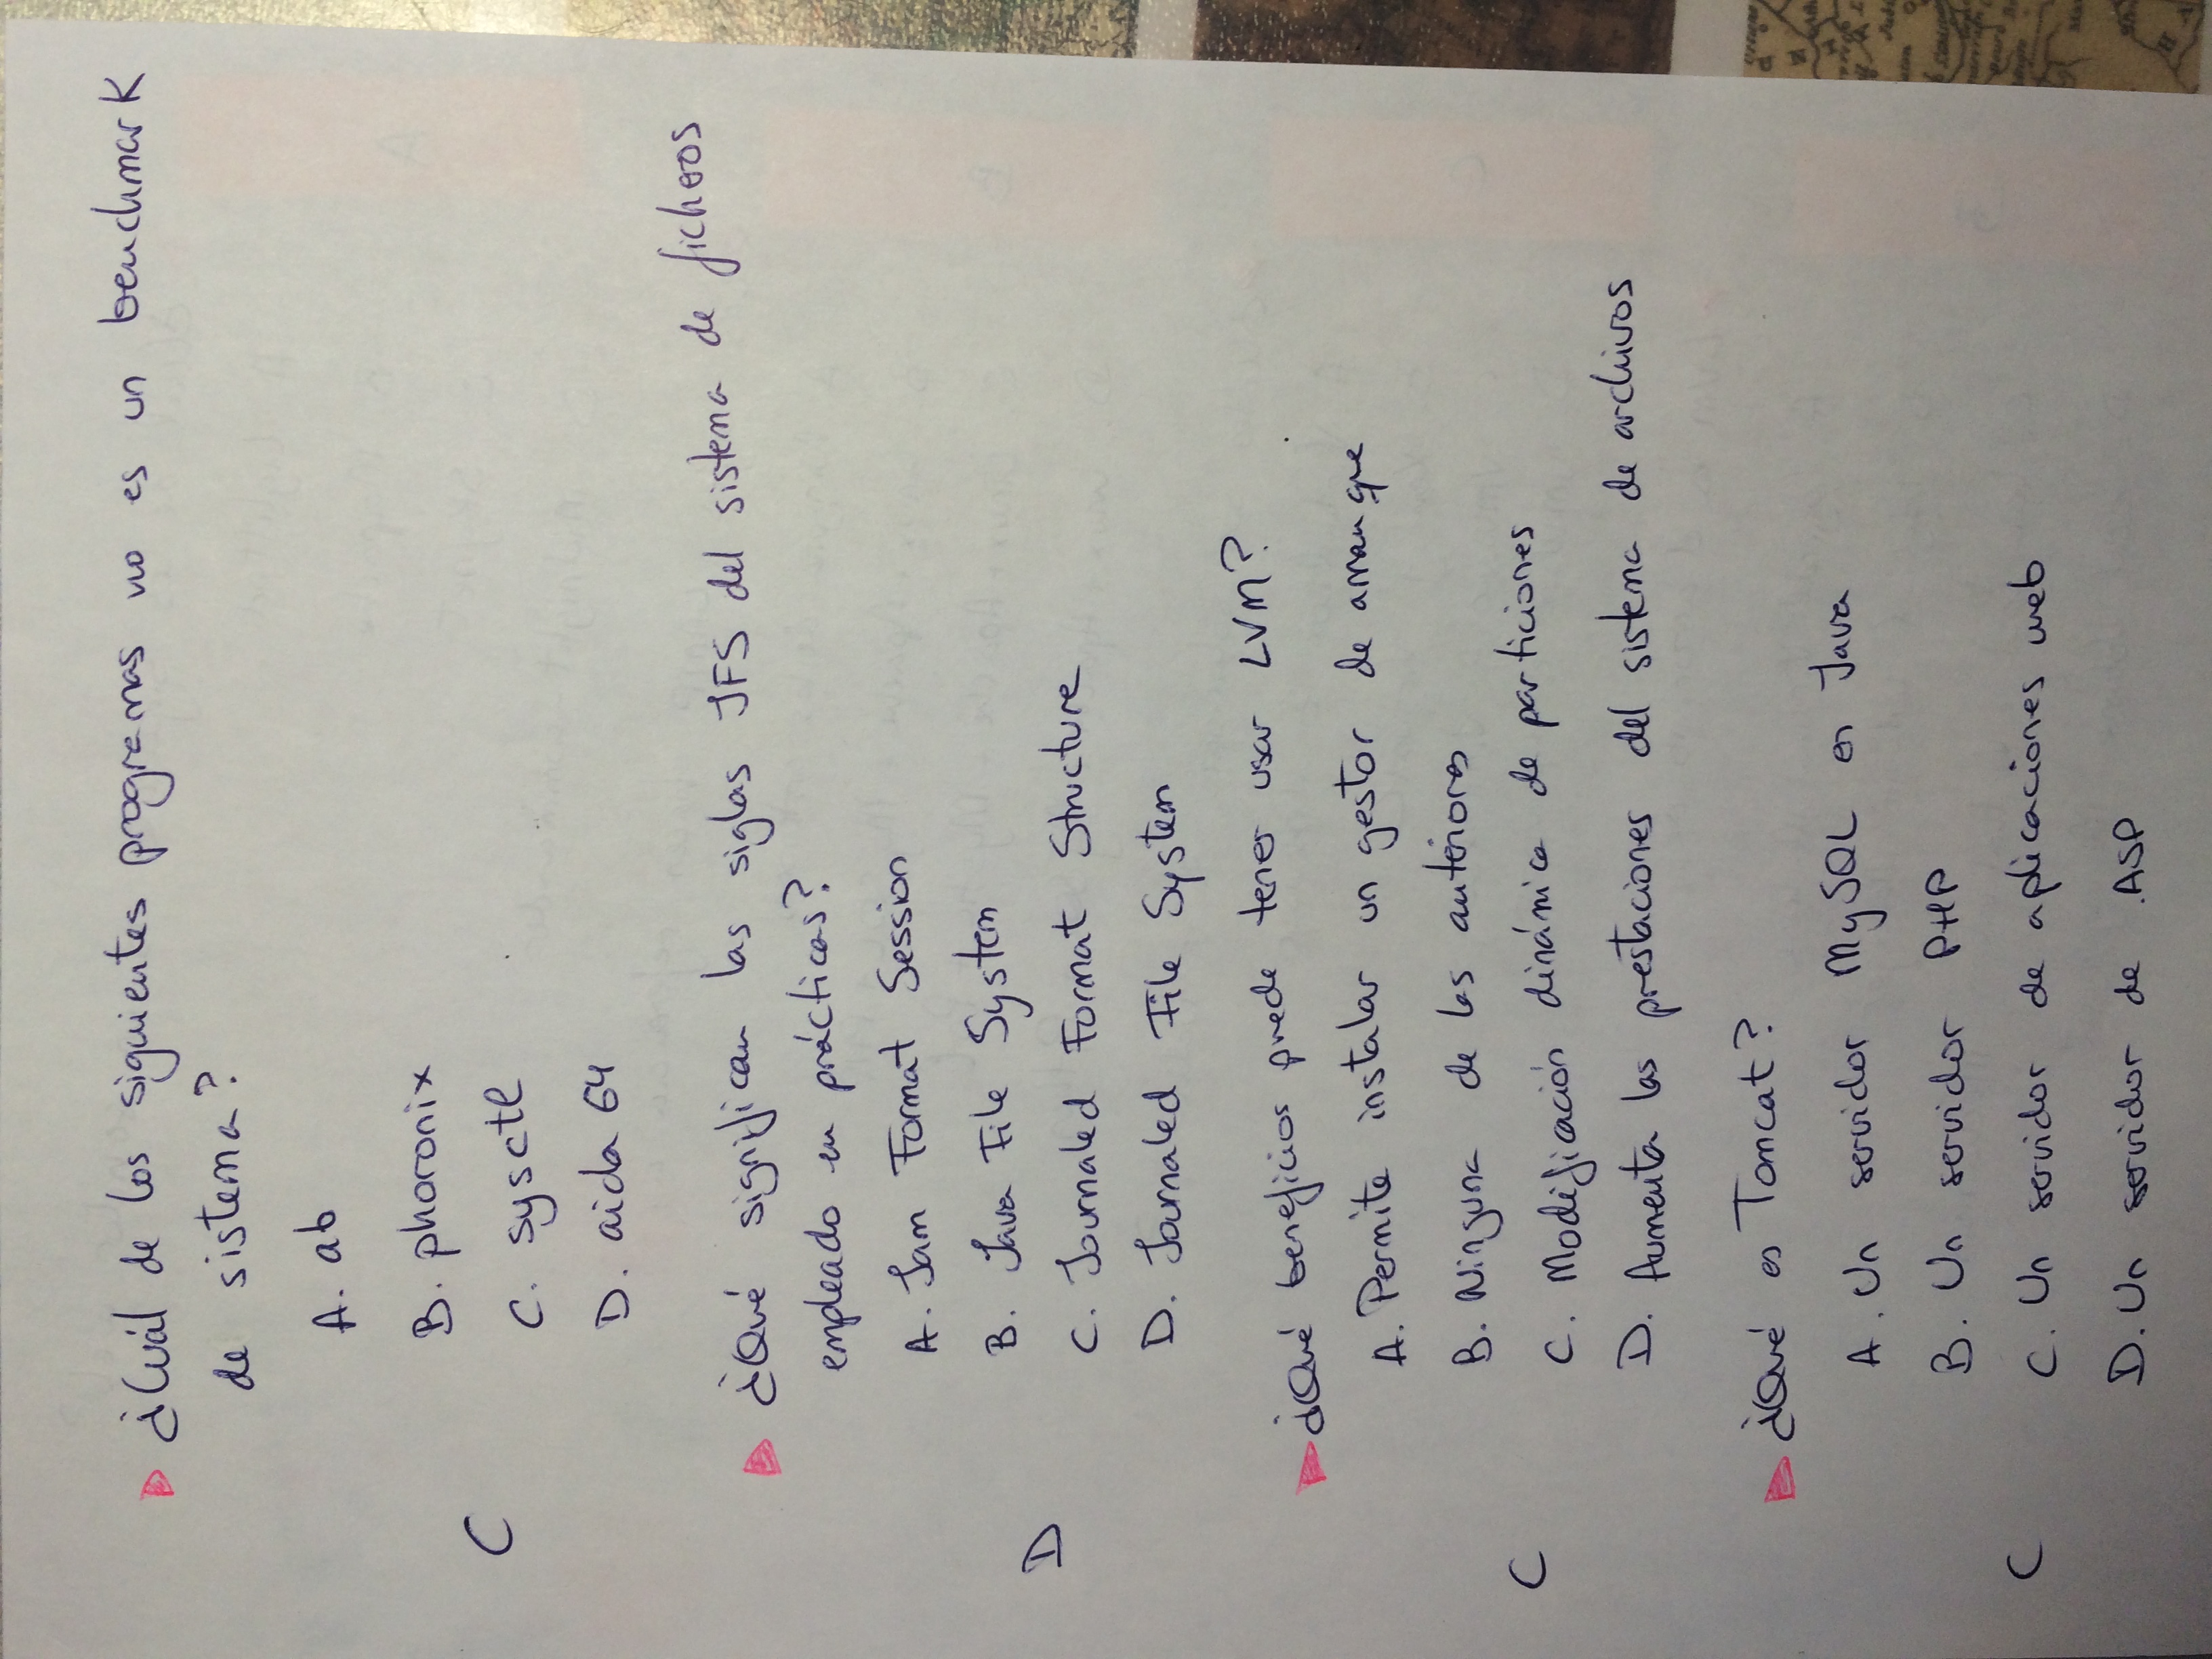 ¿Cuál de los siguientes programas no es un benchmark
de sistema?
A. ab
B. phoronix
C
C. sysctl
D. aida 64
¿Qué significan las siglas JFS del sistema de ficheros
empleado en prácticas?
A. Jam Format Session
B. Java File System
D
C. Journaled Format Structure
D. Journaled File System
¿Qué beneficios puede tener usar LVM?
A. Permite instalar un gestor de arranque
B. Ninguna de las anteriores
C
C. Modificación dinámica de particiones
D. Aumenta las prestaciones del sistema de archivos
¿Qué es Tomcat?
A. Un servidor MySQL en Java
B. Un servidor PHP
C
C. Un servidor de aplicaciones web
D. Un servidor de .ASP